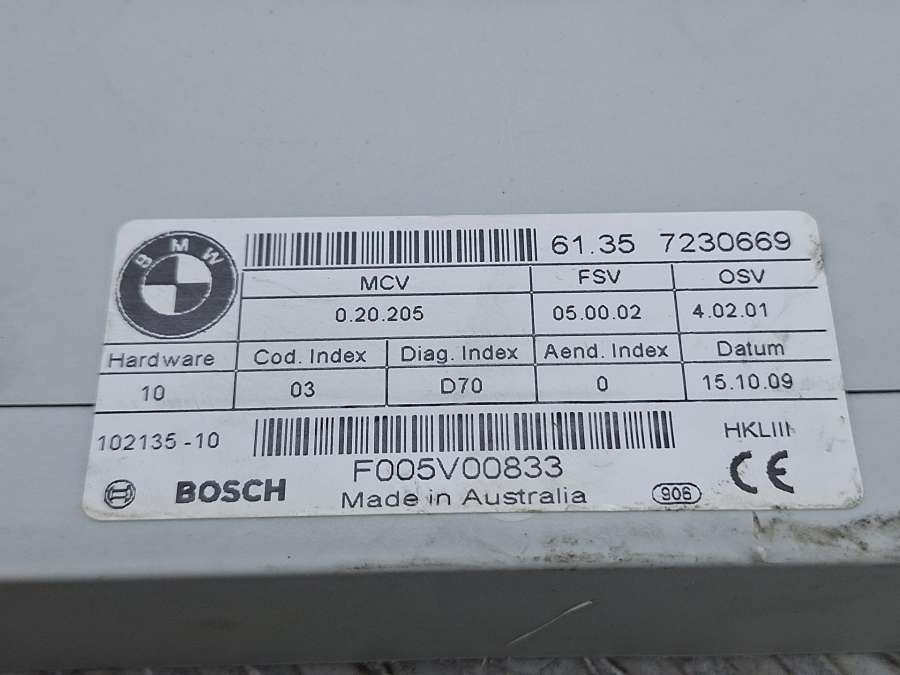 BMW
61.35 7230669
MCV FSV OSV
0.20.205 05.00.02 4.02.01
Hardware Cod. Index Diag. Index Aend. Index Datum
10 03 D70 0 15.10.09
102135-10 HKLIII
F005V00833
BOSCH Made in Australia 906 CE